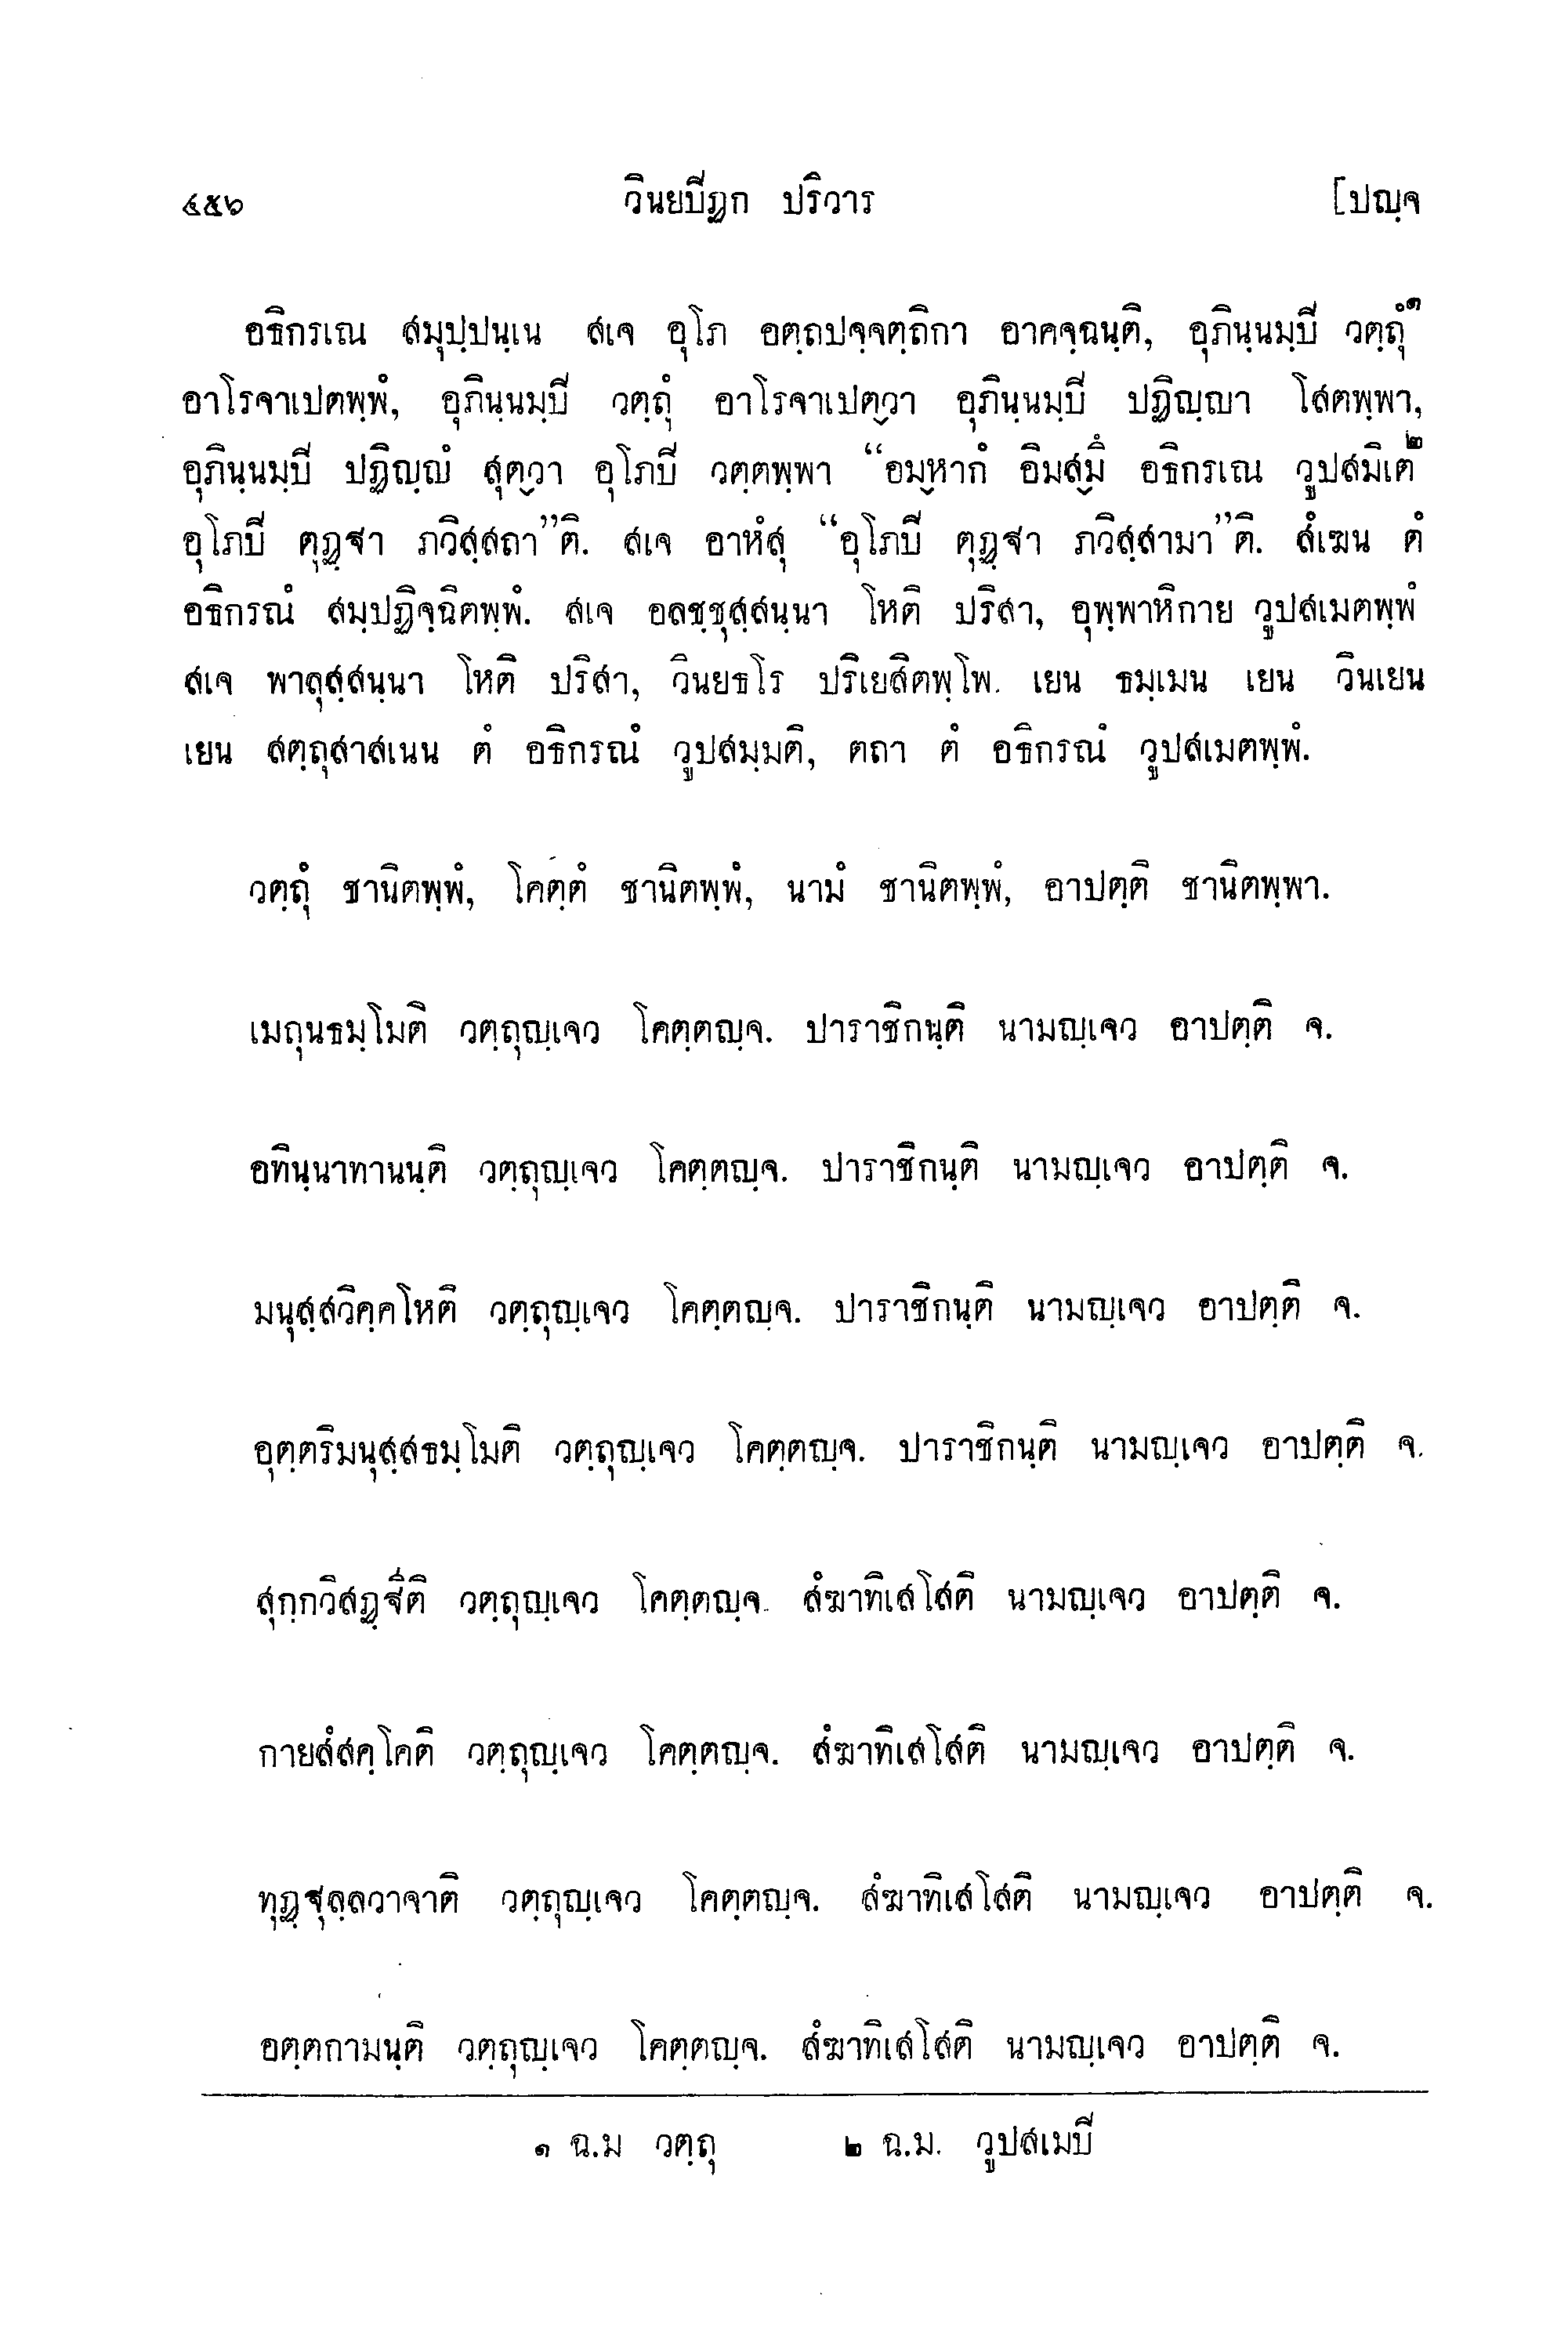 ๔๕๖ วินยปิฏก ปริวาร [ปญฺจ
อธิกรเณ สมุปฺปนฺเน สเจ อุโภ อตฺถปจฺจตฺถิกา อาคจฺฉนฺติ, อุภินฺนมฺปิ วตฺถุํ๑
อาโรจาเปตพฺพํ, อุภินฺนมฺปิ วตฺถุํ อาโรจาเปตฺวา อุภินฺนมฺปิ ปฏิญฺญา โสตพฺพา,
อุภินฺนมฺปิ ปฏิญฺญํ สุตฺวา อุโภปิ วตฺตพฺพา “อมฺหากํ อิมสฺมิํ อธิกรเณ วูปสมิเต๒
อุโภปิ ตุฏฺฐา ภวิสฺสถา”ติ. สเจ อาหํสุ “อุโภปิ ตุฏฺฐา ภวิสฺสามา”ติ. สํเฆน ตํ
อธิกรณํ สมฺปฏิจฺฉิตพฺพํ. สเจ อลชฺชุสฺสนฺนา โหติ ปริสา, อุพฺพาหิกาย วูปสเมตพฺพํ
สเจ พาลุสฺสนฺนา โหติ ปริสา, วินยธโร ปริเยสิตพฺโพ. เยน ธมฺเมน เยน วินเยน
เยน สตฺถุสาสเนน ตํ อธิกรณํ วูปสมฺมติ, ตถา ตํ อธิกรณํ วูปสเมตพฺพํ.
วตฺถุํ ชานิตพฺพํ, โคตฺตํ ชานิตพฺพํ, นามํ ชานิตพฺพํ, อาปตฺติ ชานิตพฺพา.
เมถุนธมฺโมติ วตฺถุญฺเจว โคตฺตญฺจ. ปาราชิกนฺติ นามญฺเจว อาปตฺติ จ.
อทินฺนาทานนฺติ วตฺถุญฺเจว โคตฺตญฺจ. ปาราชิกนฺติ นามญฺเจว อาปตฺติ จ.
มนุสฺสวิคฺคโหติ วตฺถุญฺเจว โคตฺตญฺจ. ปาราชิกนฺติ นามญฺเจว อาปตฺติ จ.
อุตฺตริมนุสฺสธมฺโมติ วตฺถุญฺเจว โคตฺตญฺจ. ปาราชิกนฺติ นามญฺเจว อาปตฺติ จ.
สุกฺกวิสฏฺฐีติ วตฺถุญฺเจว โคตฺตญฺจ. สํฆาทิเสโสติ นามญฺเจว อาปตฺติ จ.
กายสํสคฺโคติ วตฺถุญฺเจว โคตฺตญฺจ. สํฆาทิเสโสติ นามญฺเจว อาปตฺติ จ.
ทุฏฺฐุลฺลวาจาติ วตฺถุญฺเจว โคตฺตญฺจ. สํฆาทิเสโสติ นามญฺเจว อาปตฺติ จ.
อตฺตกามนฺติ วตฺถุญฺเจว โคตฺตญฺจ. สํฆาทิเสโสติ นามญฺเจว อาปตฺติ จ.
๑ ฉ.ม วตฺถุ ๒ ฉ.ม. วูปสเมปิ